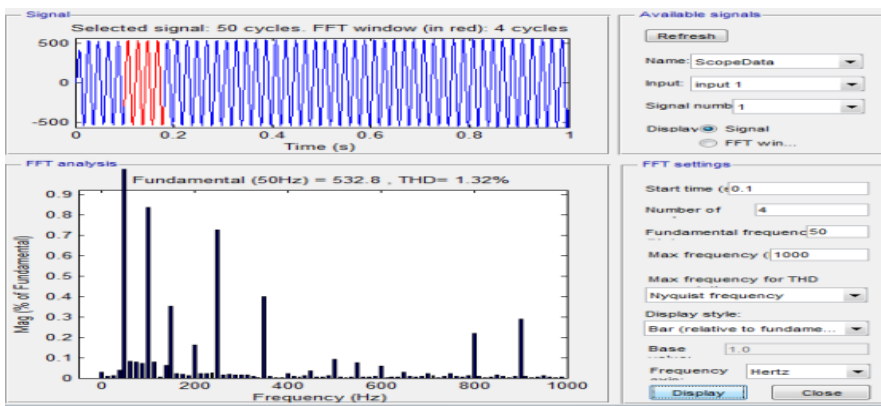 Signal
Selected signal: 50 cycles. FFT window (in red): 4 cycles
500
0
-500
0 0.2 0.4 0.6 0.8 1
Time (s)
FFT analysis
Fundamental (50Hz) = 532.8 , THD= 1.32%
0.9
0.8
0.7
0.6
0.5
0.4
0.3
0.2
0.1
0
Mag (% of Fundamental)
0 200 400 600 800 1000
Frequency (Hz)
Available signals
Refresh
Name: ScopeData
Input: input 1
Signal numb 1
Display Signal
FFT win...
FFT settings
Start time (s 0.1
Number of 4
Fundamental frequenc 50
Max frequency ( 1000
Max frequency for THD
Nyquist frequency
Display style:
Bar (relative to fundame...
Base 1.0
Frequency Hertz
Display Close